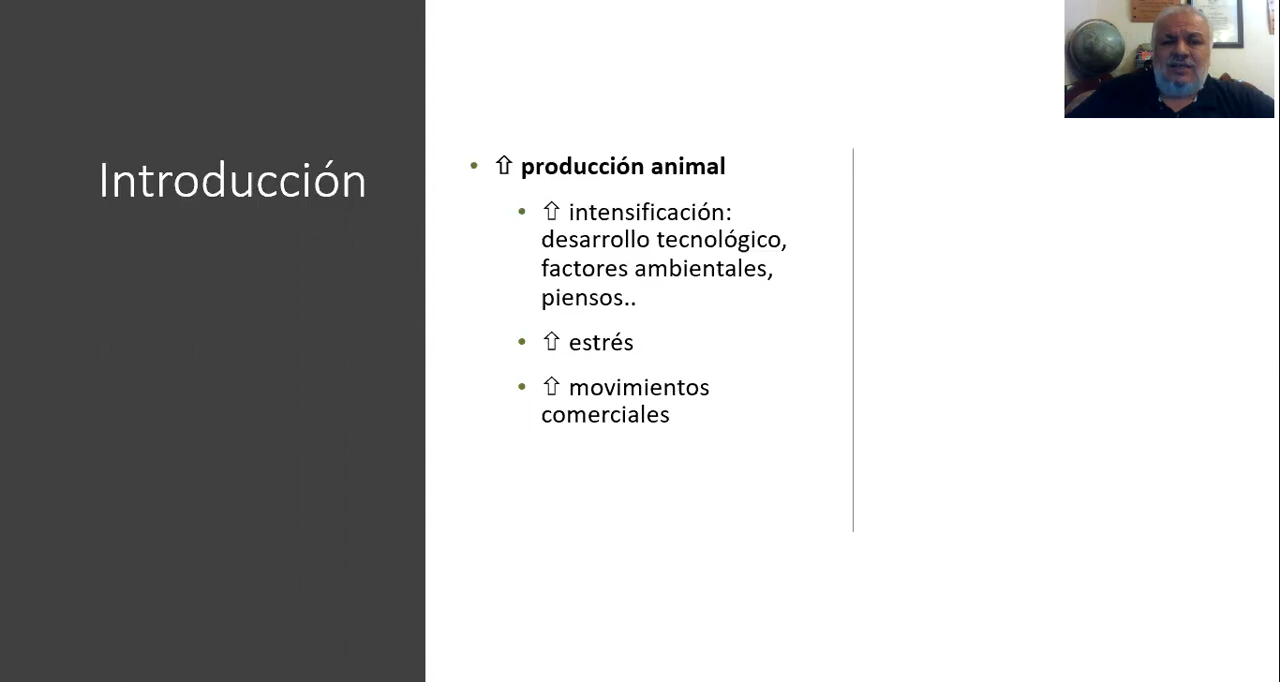 Introducción
• ⇧ producción animal
• ⇧ intensificación:
desarrollo tecnológico,
factores ambientales,
piensos..
• ⇧ estrés
• ⇧ movimientos
comerciales